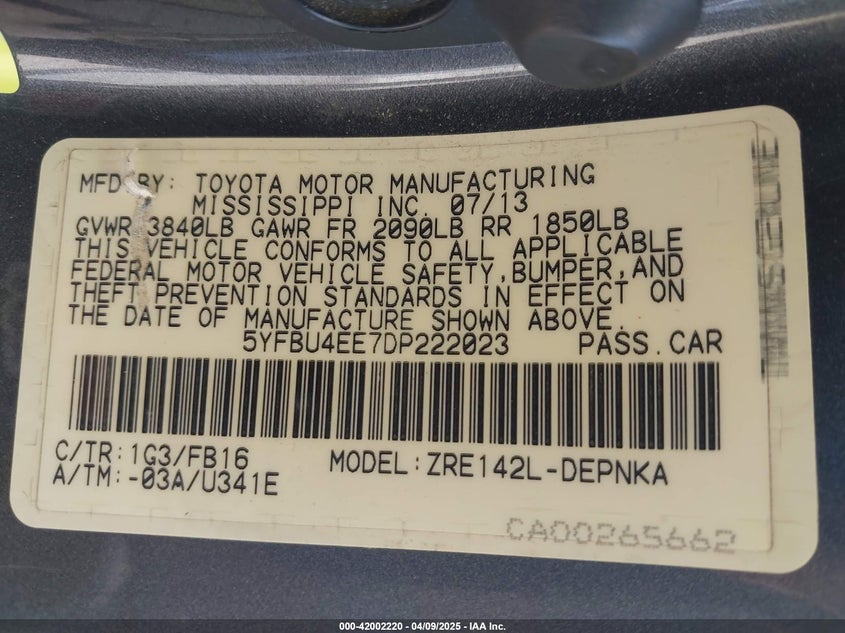 MFD. BY: TOYOTA MOTOR MANUFACTURING
MISSISSIPPI INC. 07/13
GVWR 3840LB GAWR FR 2090LB RR 1850LB
THIS VEHICLE CONFORMS TO ALL APPLICABLE
FEDERAL MOTOR VEHICLE SAFETY, BUMPER, AND
THEFT PREVENTION STANDARDS IN EFFECT ON
THE DATE OF MANUFACTURE SHOWN ABOVE.
5YFBU4EE7DP222023 PASS.CAR
C/TR: 1G3/FB16
A/TM: -03A/U341E
MODEL: ZRE142L-DEPNKA
CA00265662
000-42002220 | 04/09/2025 - IAA Inc.